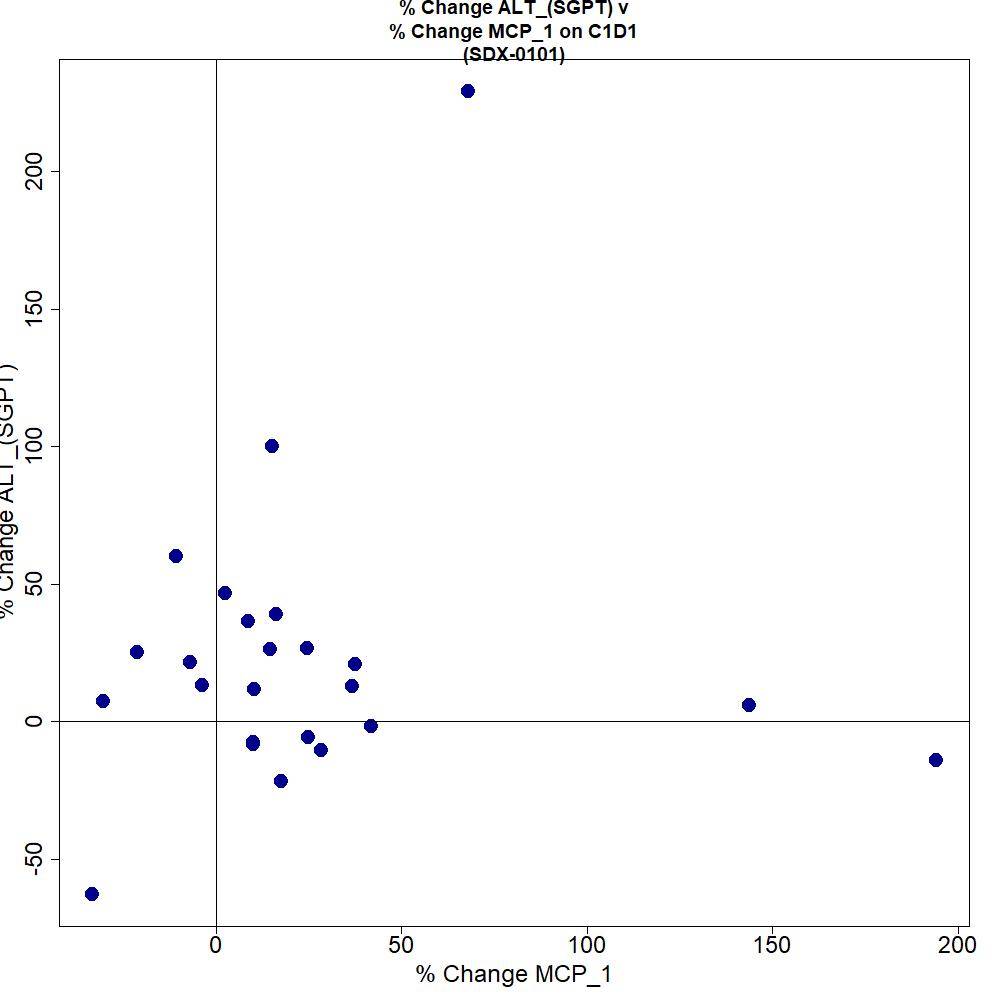 % Change ALT_(SGPT) v
% Change MCP_1 on C1D1
(SDX-0101)
% Change ALT_(SGPT)
200
150
100
50
0
-50
0 50 100 150 200
% Change MCP_1